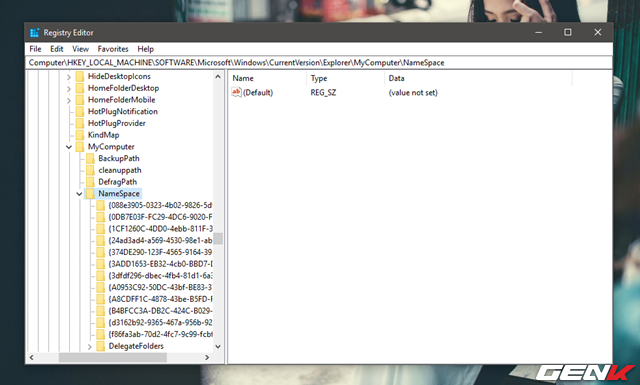 Registry Editor
File Edit View Favorites Help
Computer\HKEY_LOCAL_MACHINE\SOFTWARE\Microsoft\Windows\CurrentVersion\Explorer\MyComputer\NameSpace
Name Type Data
(Default) REG_SZ (value not set)
HideDesktopIcons
HomeFolderDesktop
HomeFolderMobile
HotPlugNotification
HotPlugProvider
KindMap
MyComputer
BackupPath
cleanuppath
DefragPath
NameSpace
{088e3905-0323-4b02-9826-5d
{0DB7E03F-FC29-4DC6-9020-F
{1CF1260C-4DD0-4ebb-811F-3
{24ad3ad4-a569-4530-98e1-ab
{374DE290-123F-4565-9164-39
{3ADD1653-EB32-4cb0-BBD7-D
{3dfdf296-dbec-4fb4-81d1-6a3
{A0953C92-50DC-43bf-BE83-3
{A8CDFF1C-4878-43be-B5FD-F
{B4BFCC3A-DB2C-424C-B029-
{d3162b92-9365-467a-956b-92
{f86fa3ab-70d2-4fc7-9c99-fcbf
DelegateFolders
GENK